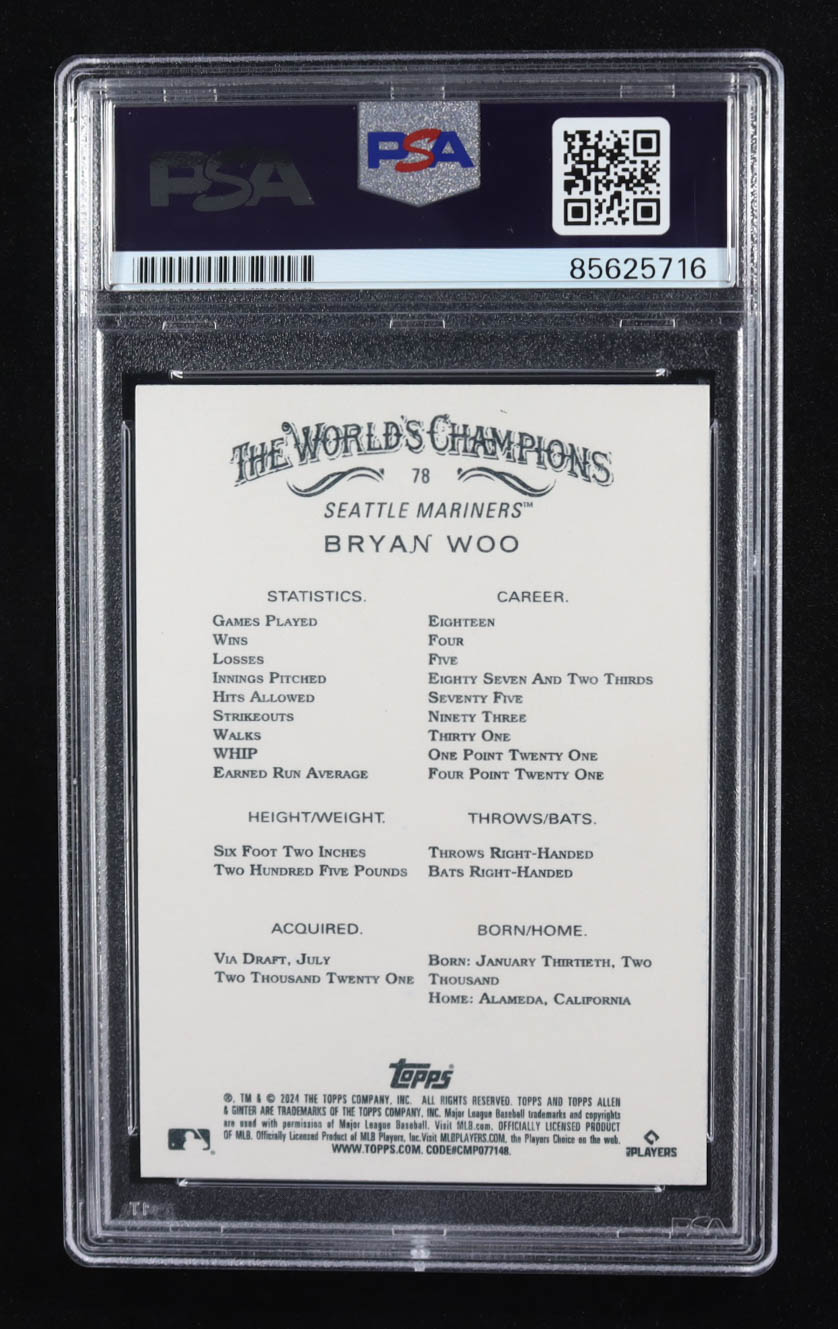 PSA
PSA
85625716
THE WORLD'S CHAMPIONS
78
SEATTLE MARINERS™
BRYAN WOO
STATISTICS. CAREER.
GAMES PLAYED EIGHTEEN
WINS FOUR
LOSSES FIVE
INNINGS PITCHED EIGHTY SEVEN AND TWO THIRDS
HITS ALLOWED SEVENTY FIVE
STRIKEOUTS NINETY THREE
WALKS THIRTY ONE
WHIP ONE POINT TWENTY ONE
EARNED RUN AVERAGE FOUR POINT TWENTY ONE
HEIGHT/WEIGHT. THROWS/BATS.
SIX FOOT TWO INCHES THROWS RIGHT-HANDED
TWO HUNDRED FIVE POUNDS BATS RIGHT-HANDED
ACQUIRED. BORN/HOME.
VIA DRAFT, JULY BORN: JANUARY THIRTIETH, TWO
TWO THOUSAND TWENTY ONE THOUSAND
HOME: ALAMEDA, CALIFORNIA
TOPPS®
®, TM & © 2024 THE TOPPS COMPANY, INC. ALL RIGHTS RESERVED. TOPPS AND TOPPS ALLEN
& GINTER ARE TRADEMARKS OF THE TOPPS COMPANY, INC. Major League Baseball trademarks and copyrights
are used with permission of Major League Baseball. Visit MLB.com. OFFICIALLY LICENSED PRODUCT
OF MLB. Officially Licensed Product of MLB Players, Inc. Visit MLBPLAYERS.COM, the Players Choice on the web.
WWW.TOPPS.COM. CODE#CMP077148.
PLAYERS
PSA